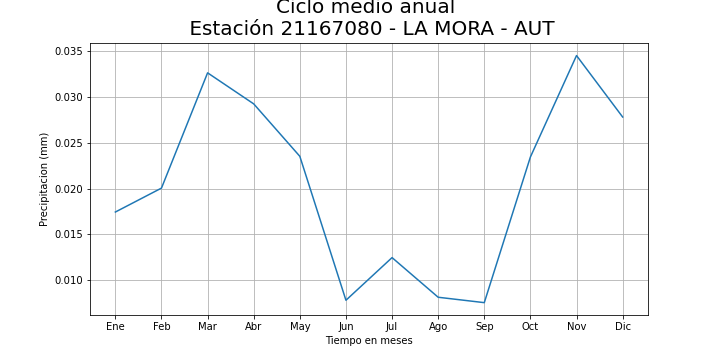 Ciclo medio anual
Estación 21167080 - LA MORA - AUT
Precipitacion (mm)
0.035
0.030
0.025
0.020
0.015
0.010
Ene Feb Mar Abr May Jun Jul Ago Sep Oct Nov Dic
Tiempo en meses